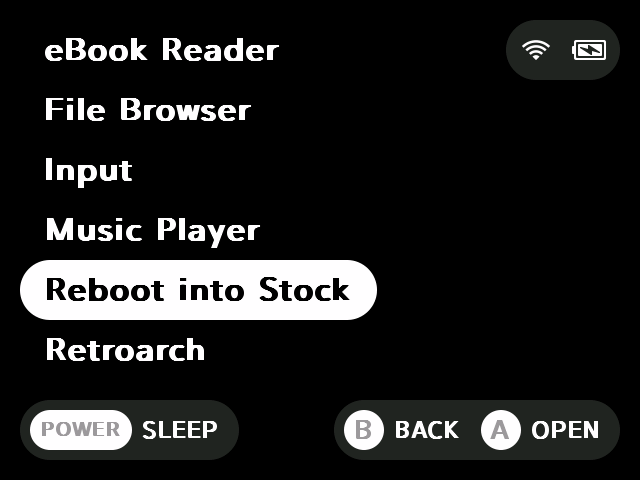 eBook Reader
File Browser
Input
Music Player
Reboot into Stock
Retroarch
POWER SLEEP B BACK A OPEN